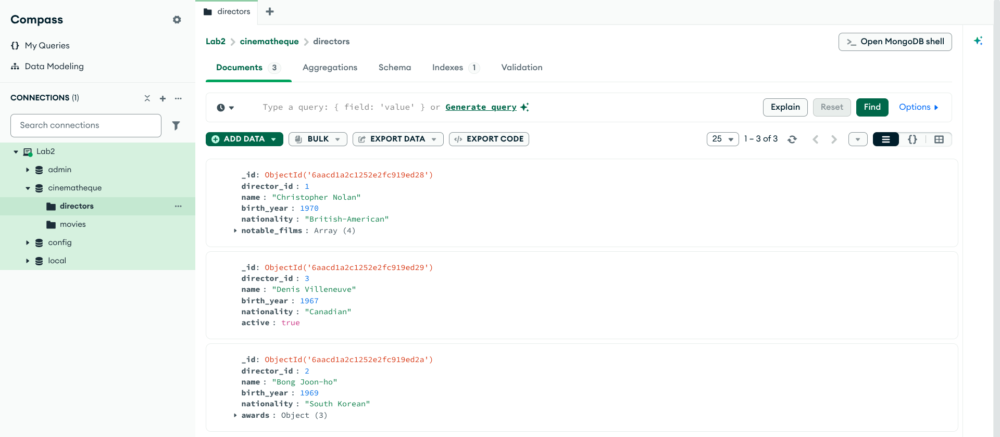 Compass
My Queries
Data Modeling
CONNECTIONS (1)
Search connections
Lab2
admin
cinematheque
directors
movies
config
local
directors
Lab2 cinematheque directors
Open MongoDB shell
Documents 3 Aggregations Schema Indexes 1 Validation
Type a query: { field: 'value' } or Generate query
Explain Reset Find Options
ADD DATA BULK EXPORT DATA EXPORT CODE
25 1 – 3 of 3
_id: ObjectId('6aacd1a2c1252e2fc919ed28')
director_id : 1
name : "Christopher Nolan"
birth_year : 1970
nationality : "British-American"
notable_films : Array (4)
_id: ObjectId('6aacd1a2c1252e2fc919ed29')
director_id : 3
name : "Denis Villeneuve"
birth_year : 1967
nationality : "Canadian"
active : true
_id: ObjectId('6aacd1a2c1252e2fc919ed2a')
director_id : 2
name : "Bong Joon-ho"
birth_year : 1969
nationality : "South Korean"
awards : Object (3)